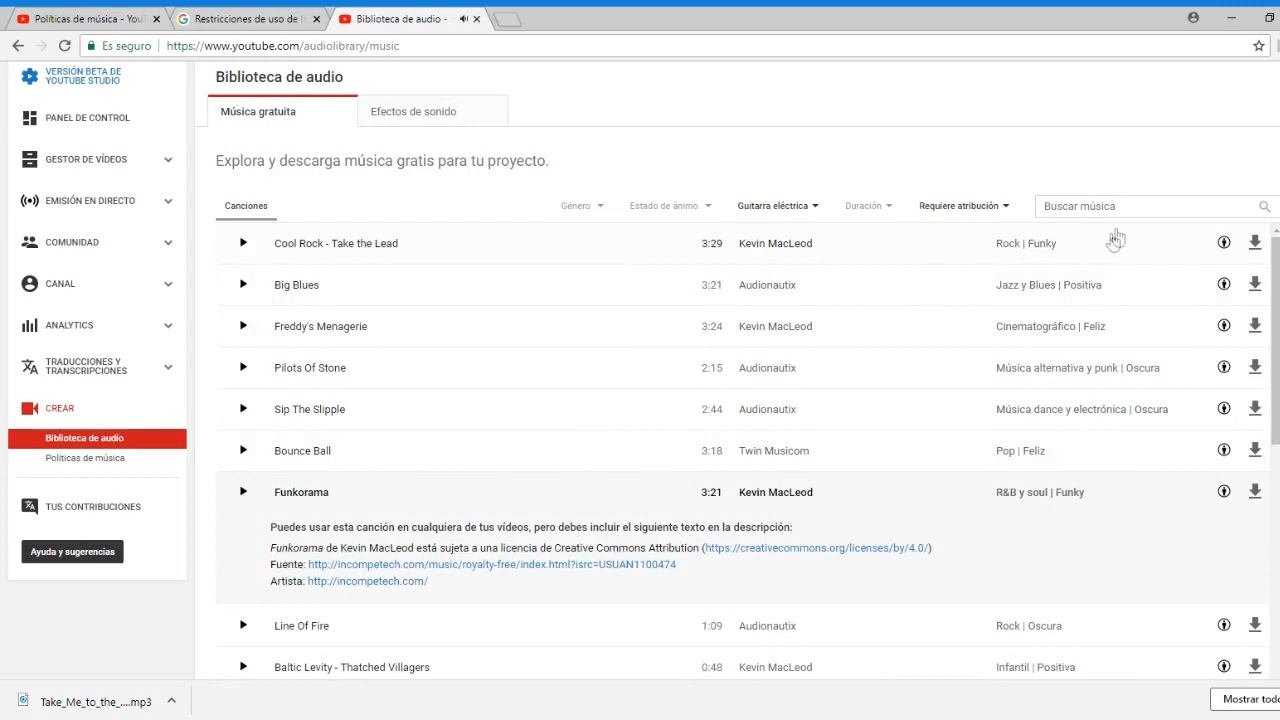 Políticas de música - You
Restricciones de uso de l
Biblioteca de audio -
Es seguro
https://www.youtube.com/audiolibrary/music
VERSIÓN BETA DE
YOUTUBE STUDIO
PANEL DE CONTROL
GESTOR DE VÍDEOS
EMISIÓN EN DIRECTO
COMUNIDAD
CANAL
ANALYTICS
TRADUCCIONES Y
TRANSCRIPCIONES
CREAR
Biblioteca de audio
Políticas de música
TUS CONTRIBUCIONES
Ayuda y sugerencias
Biblioteca de audio
Música gratuita Efectos de sonido
Explora y descarga música gratis para tu proyecto.
Canciones Género Estado de ánimo Guitarra eléctrica Duración Requiere atribución Buscar música
Cool Rock - Take the Lead 3:29 Kevin MacLeod Rock | Funky
Big Blues 3:21 Audionautix Jazz y Blues | Positiva
Freddy's Menagerie 3:24 Kevin MacLeod Cinematográfico | Feliz
Pilots Of Stone 2:15 Audionautix Música alternativa y punk | Oscura
Sip The Slipple 2:44 Audionautix Música dance y electrónica | Oscura
Bounce Ball 3:18 Twin Musicom Pop | Feliz
Funkorama 3:21 Kevin MacLeod R&B y soul | Funky
Puedes usar esta canción en cualquiera de tus vídeos, pero debes incluir el siguiente texto en la descripción:
Funkorama de Kevin MacLeod está sujeta a una licencia de Creative Commons Attribution (https://creativecommons.org/licenses/by/4.0/)
Fuente: http://incompetech.com/music/royalty-free/index.html?isrc=USUAN1100474
Artista: http://incompetech.com/
Line Of Fire 1:09 Audionautix Rock | Oscura
Baltic Levity - Thatched Villagers 0:48 Kevin MacLeod Infantil | Positiva
Take_Me_to_the_....mp3
Mostrar todo